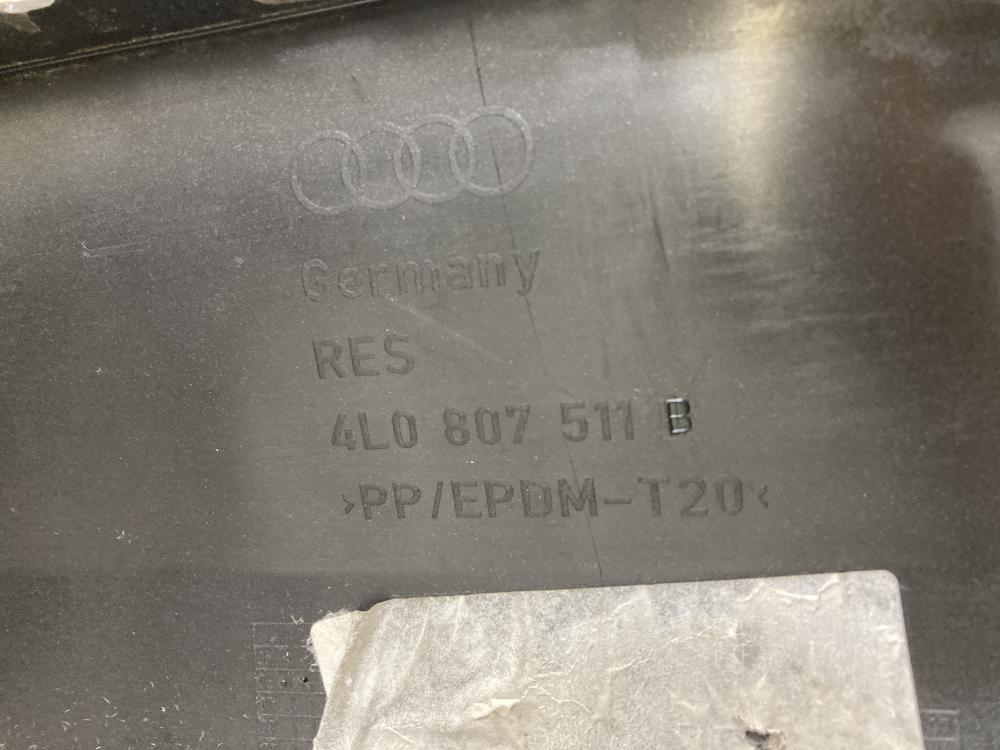 Germany
RES
4L0 807 511 B
>PP/EPDM-T20<